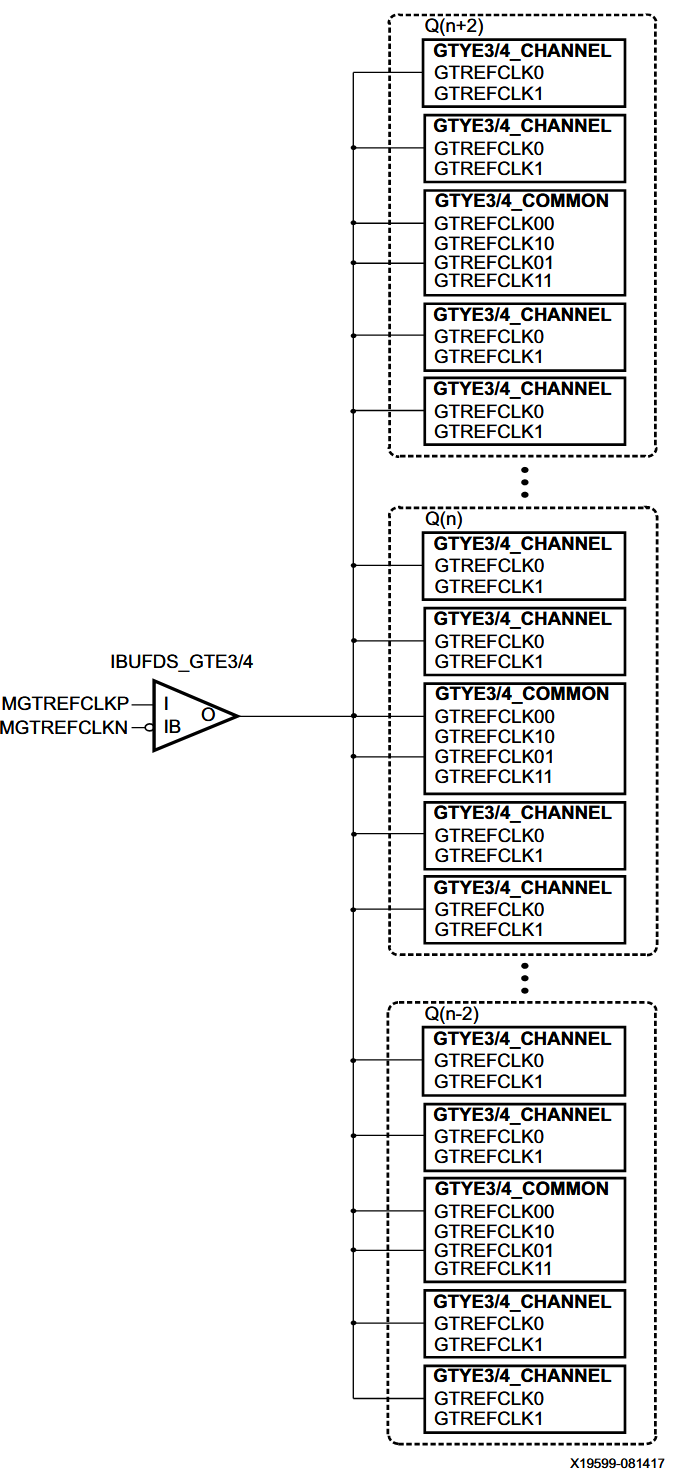 Q(n+2)
GTYE3/4_CHANNEL
GTREFCLK0
GTREFCLK1
GTYE3/4_CHANNEL
GTREFCLK0
GTREFCLK1
GTYE3/4_COMMON
GTREFCLK00
GTREFCLK10
GTREFCLK01
GTREFCLK11
GTYE3/4_CHANNEL
GTREFCLK0
GTREFCLK1
GTYE3/4_CHANNEL
GTREFCLK0
GTREFCLK1
Q(n)
GTYE3/4_CHANNEL
GTREFCLK0
GTREFCLK1
GTYE3/4_CHANNEL
GTREFCLK0
GTREFCLK1
IBUFDS_GTE3/4
MGTREFCLKP
I
MGTREFCLKN
IB
O
GTYE3/4_COMMON
GTREFCLK00
GTREFCLK10
GTREFCLK01
GTREFCLK11
GTYE3/4_CHANNEL
GTREFCLK0
GTREFCLK1
GTYE3/4_CHANNEL
GTREFCLK0
GTREFCLK1
Q(n-2)
GTYE3/4_CHANNEL
GTREFCLK0
GTREFCLK1
GTYE3/4_CHANNEL
GTREFCLK0
GTREFCLK1
GTYE3/4_COMMON
GTREFCLK00
GTREFCLK10
GTREFCLK01
GTREFCLK11
GTYE3/4_CHANNEL
GTREFCLK0
GTREFCLK1
GTYE3/4_CHANNEL
GTREFCLK0
GTREFCLK1
X19599-081417